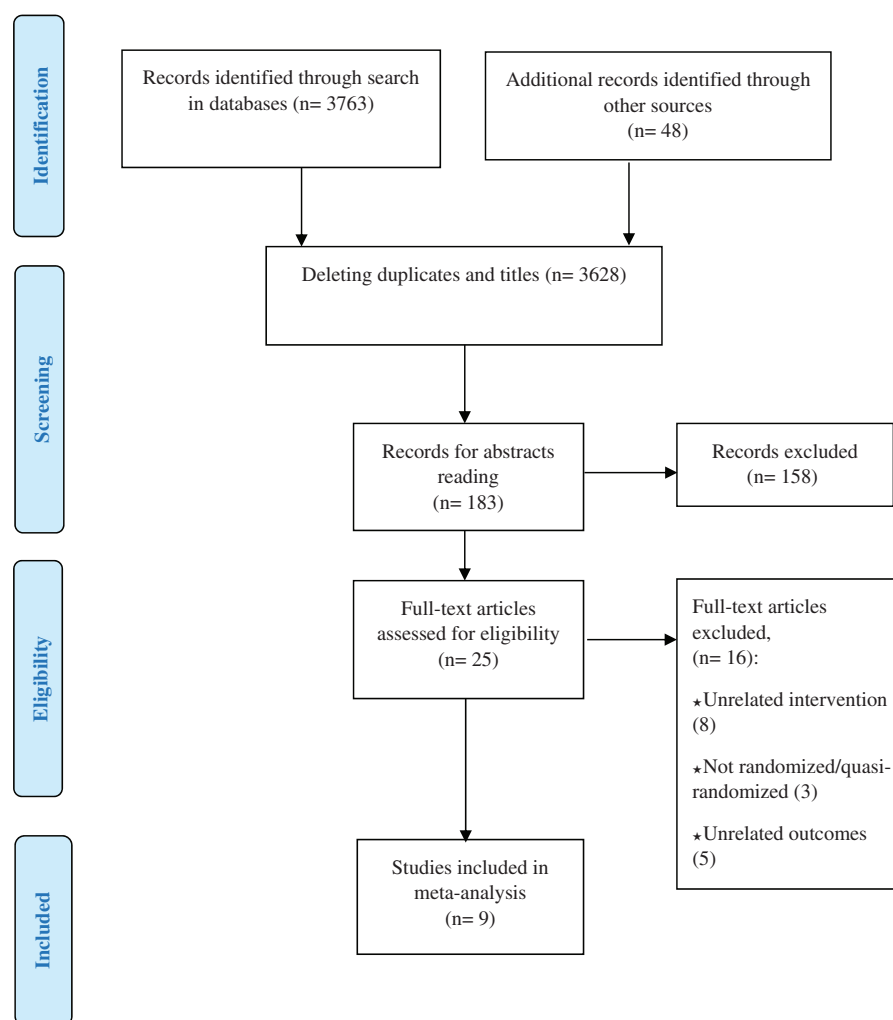 Identification
Records identified through search
in databases (n= 3763)
Additional records identified through
other sources
(n= 48)
Deleting duplicates and titles (n= 3628)
Screening
Records for abstracts
reading
(n= 183)
Records excluded
(n= 158)
Eligibility
Full-text articles
assessed for eligibility
(n= 25)
Full-text articles
excluded,
(n= 16):
★Unrelated intervention
(8)
★Not randomized/quasi-
randomized (3)
★Unrelated outcomes
(5)
Included
Studies included in
meta-analysis
(n= 9)